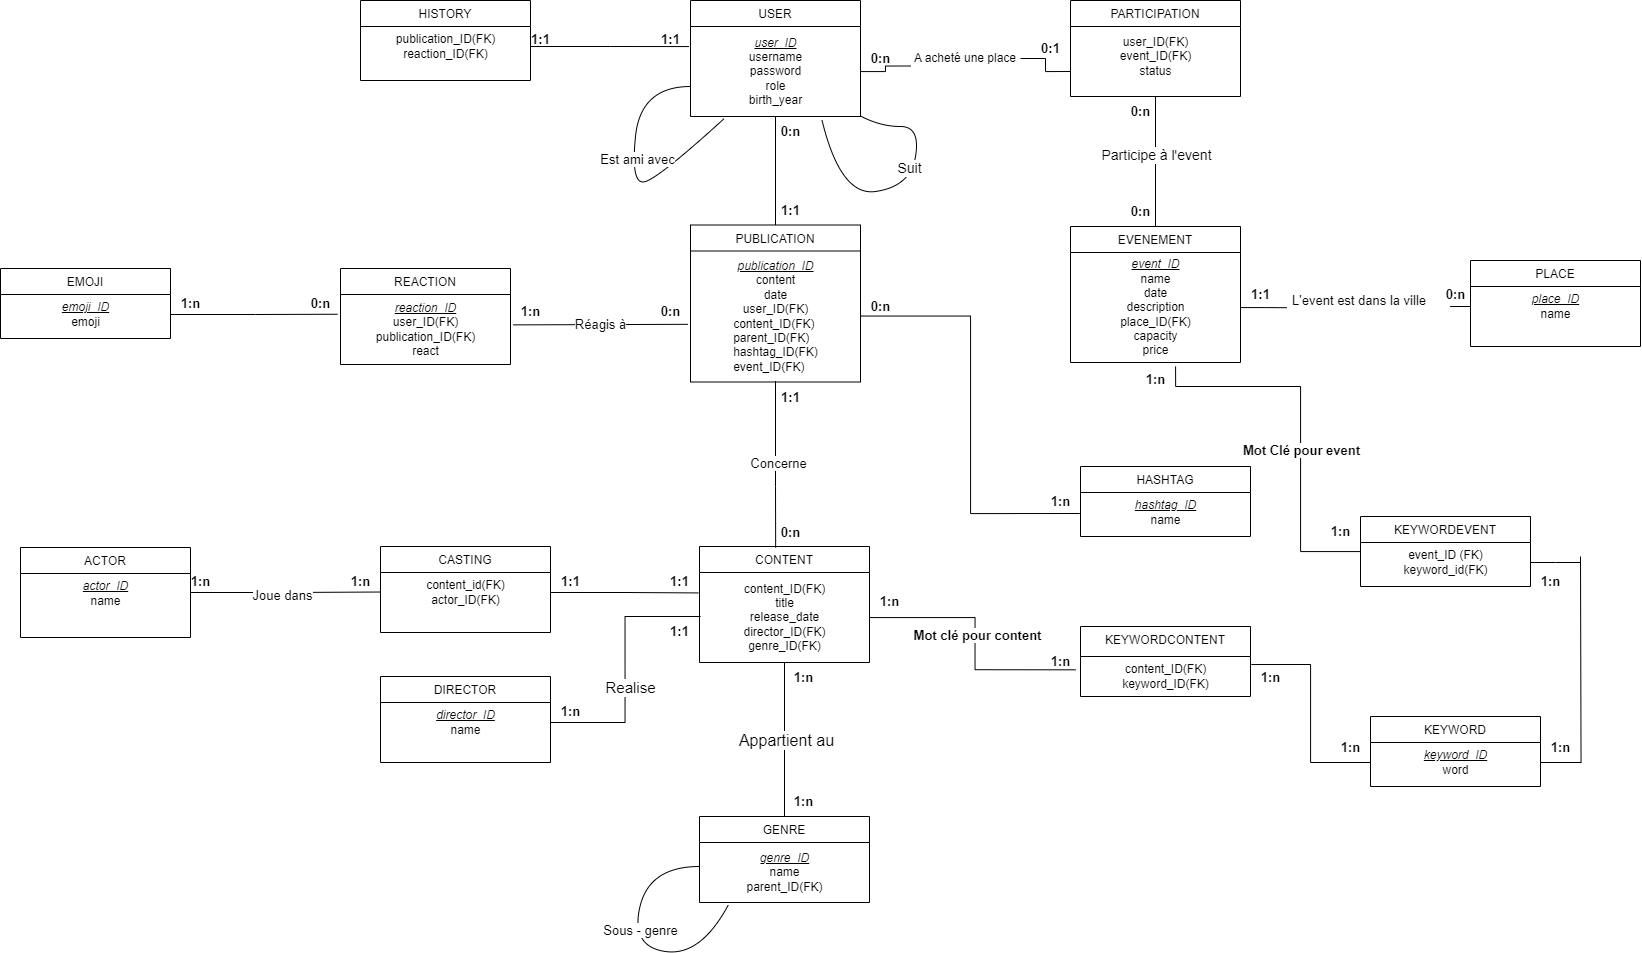 HISTORY
publication_ID(FK)
reaction_ID(FK)
1:1
1:1
USER
user_ID
username
password
role
birth_year
0:n
A acheté une place
0:1
PARTICIPATION
user_ID(FK)
event_ID(FK)
status
Est ami avec
Suit
0:n
0:n
Participe à l'event
0:n
1:1
EMOJI
emoji_ID
emoji
1:n
0:n
REACTION
reaction_ID
user_ID(FK)
publication_ID(FK)
react
1:n
Réagis à
0:n
PUBLICATION
publication_ID
content
date
user_ID(FK)
content_ID(FK)
parent_ID(FK)
hashtag_ID(FK)
event_ID(FK)
0:n
EVENEMENT
event_ID
name
date
description
place_ID(FK)
capacity
price
1:1
L'event est dans la ville
0:n
PLACE
place_ID
name
1:1
1:n
Concerne
Mot Clé pour event
0:n
1:n
HASHTAG
hashtag_ID
name
1:n
KEYWORDEVENT
event_ID (FK)
keyword_id(FK)
1:n
ACTOR
actor_ID
name
1:n
Joue dans
1:n
CASTING
content_id(FK)
actor_ID(FK)
1:1
1:1
CONTENT
content_ID(FK)
title
release_date
director_ID(FK)
genre_ID(FK)
1:n
Mot clé pour content
1:n
KEYWORDCONTENT
content_ID(FK)
keyword_ID(FK)
1:n
1:1
Realise
DIRECTOR
director_ID
name
1:n
1:n
Appartient au
1:n
1:n
KEYWORD
keyword_ID
word
1:n
GENRE
genre_ID
name
parent_ID(FK)
Sous - genre